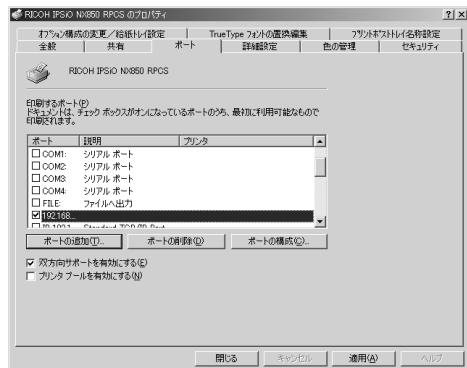 RICOH IPSiO NX850 RPCS のプロパティ
オプション構成の変更／給紙トレイ設定 TrueType フォントの置換編集 プリントポストレイ名称設定
全般 共有 ポート 詳細設定 色の管理 セキュリティ
RICOH IPSiO NX850 RPCS
印刷するポート(P)
ドキュメントは、チェック ボックスがオンになっているポートのうち、最初に利用可能なもので
印刷されます。
ポート 説明 プリンタ
COM1: シリアル ポート
COM2: シリアル ポート
COM3: シリアル ポート
COM4: シリアル ポート
FILE: ファイルへ出力
192.168...
Standard TCP/IP Port
ポートの追加(T)... ポートの削除(D) ポートの構成(C)...
双方向サポートを有効にする(E)
プリンタ プールを有効にする(N)
閉じる キャンセル 適用(A) ヘルプ